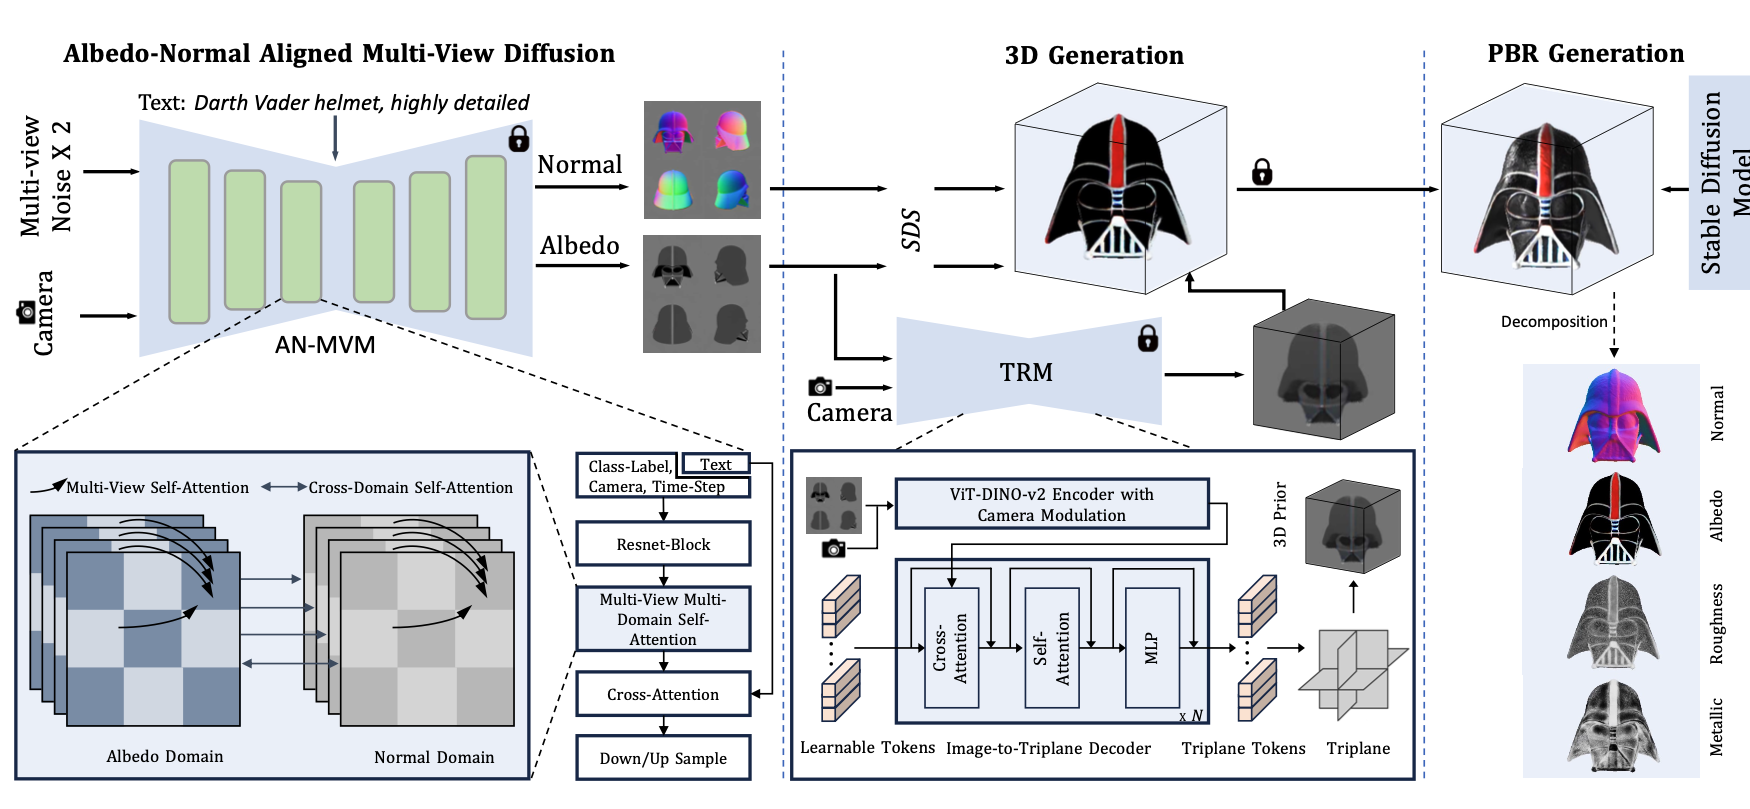 Albedo-Normal Aligned Multi-View Diffusion
Text: Darth Vader helmet, highly detailed
Multi-view
Noise X 2
Camera
AN-MVM
Normal
Albedo
Multi-View Self-Attention
Cross-Domain Self-Attention
Albedo Domain
Normal Domain
Class-Label,
Text
Camera, Time-Step
Resnet-Block
Multi-View Multi-
Domain Self-
Attention
Cross-Attention
Down/Up Sample
3D Generation
SDS
TRM
Camera
ViT-DINO-v2 Encoder with
Camera Modulation
3D Prior
Cross-
Attention
Self-
Attention
MLP
x N
Learnable Tokens
Image-to-Triplane Decoder
Triplane Tokens
Triplane
PBR Generation
Stable Diffusion
Model
Decomposition
Normal
Albedo
Roughness
Metallic